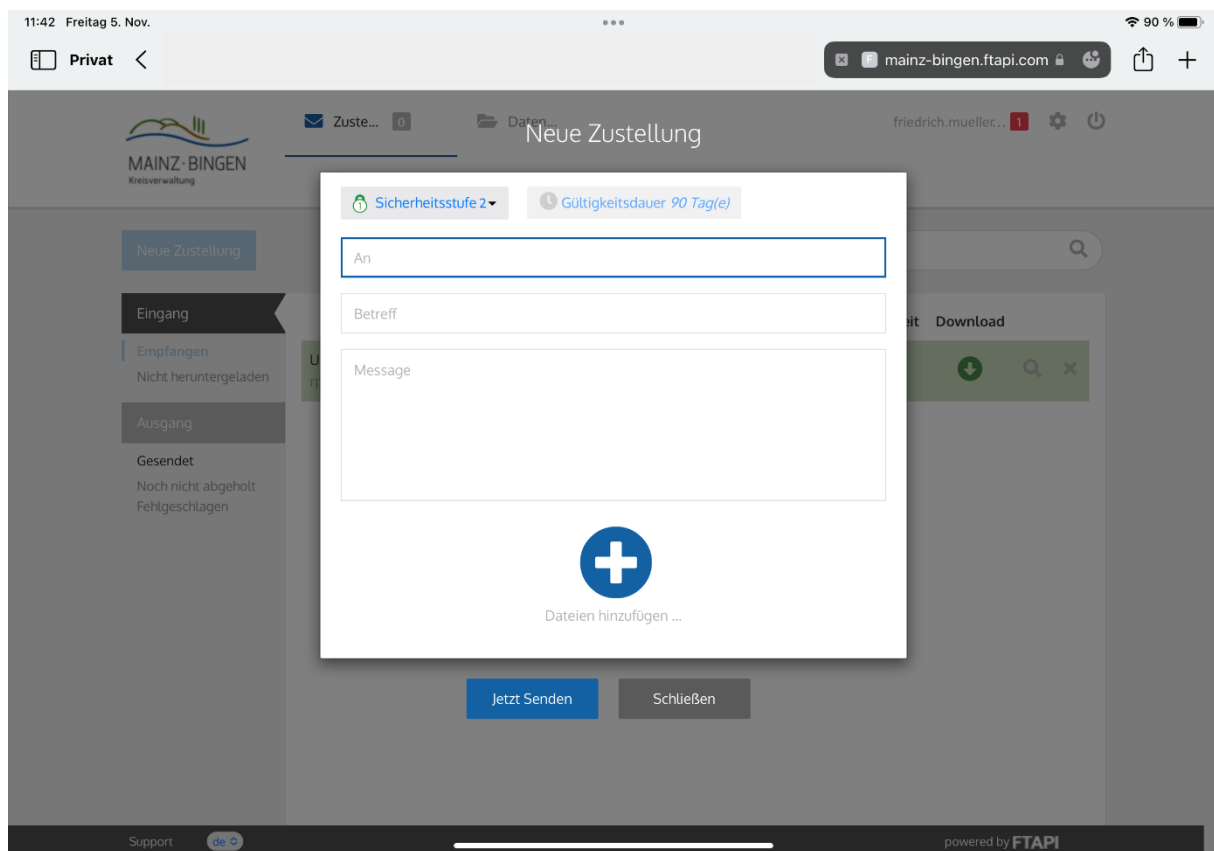 11:42 Freitag 5. Nov.
90 %
Privat
mainz-bingen.ftapi.com
MAINZ·BINGEN
Kreisverwaltung
Zuste... 0
Daten...
friedrich.mueller... 1
Neue Zustellung
1 Sicherheitsstufe 2
Gültigkeitsdauer 90 Tag(e)
Neue Zustellung
An
Eingang
Betreff
eit Download
Empfangen
Nicht heruntergeladen
U
Message
Ausgang
Gesendet
Noch nicht abgeholt
Fehlgeschlagen
Dateien hinzufügen ...
Jetzt Senden
Schließen
Support
de
powered by FTAPI